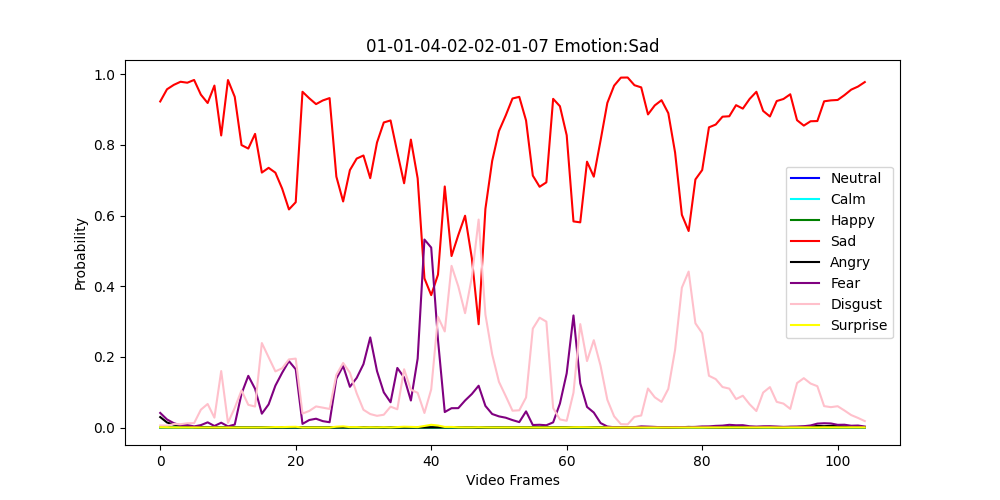 01-01-04-02-02-01-07 Emotion:Sad
Probability
1.0
0.8
0.6
0.4
0.2
0.0
Neutral
Calm
Happy
Sad
Angry
Fear
Disgust
Surprise
0 20 40 60 80 100
Video Frames